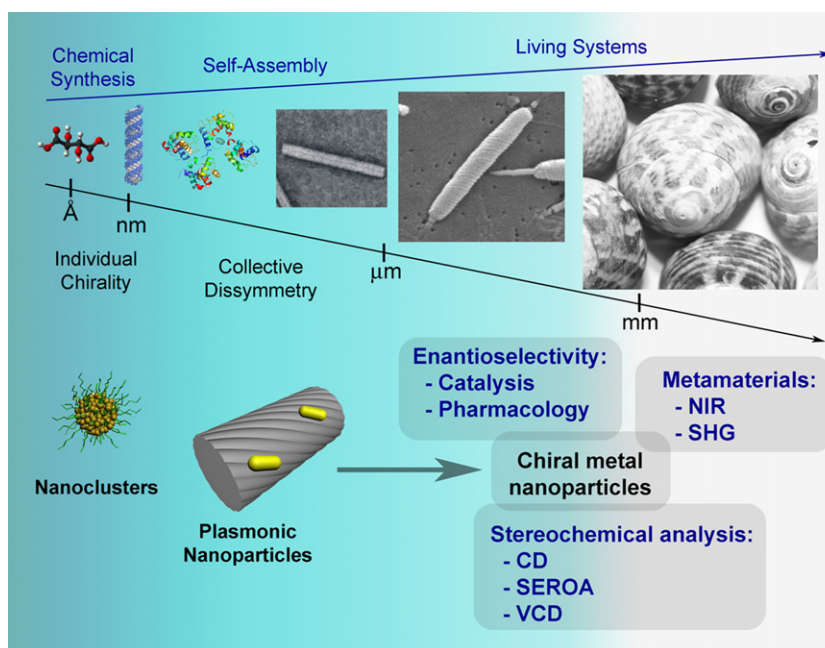 Chemical
Synthesis
Self-Assembly
Living Systems
Å
nm
μm
mm
Individual
Chirality
Collective
Dissymmetry
Enantioselectivity:
- Catalysis
- Pharmacology
Metamaterials:
- NIR
- SHG
Nanoclusters
Plasmonic
Nanoparticles
Chiral metal
nanoparticles
Stereochemical analysis:
- CD
- SEROA
- VCD